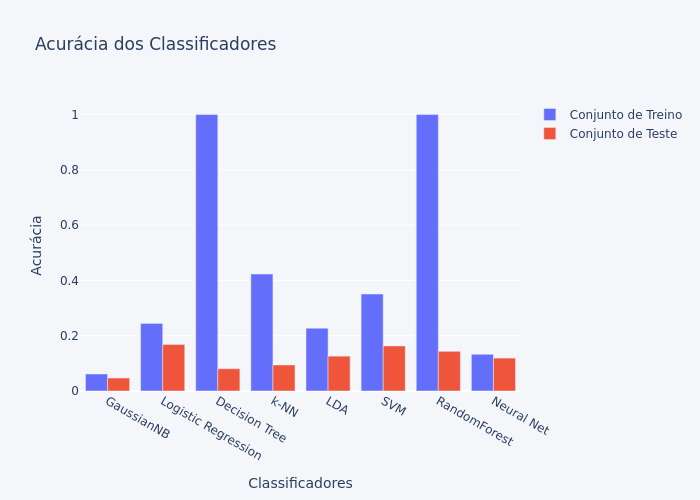 Acurácia dos Classificadores
Conjunto de Treino
Conjunto de Teste
Acurácia
1
0.8
0.6
0.4
0.2
0
GaussianNB
Logistic Regression
Decision Tree
k-NN
LDA
SVM
RandomForest
Neural Net
Classificadores